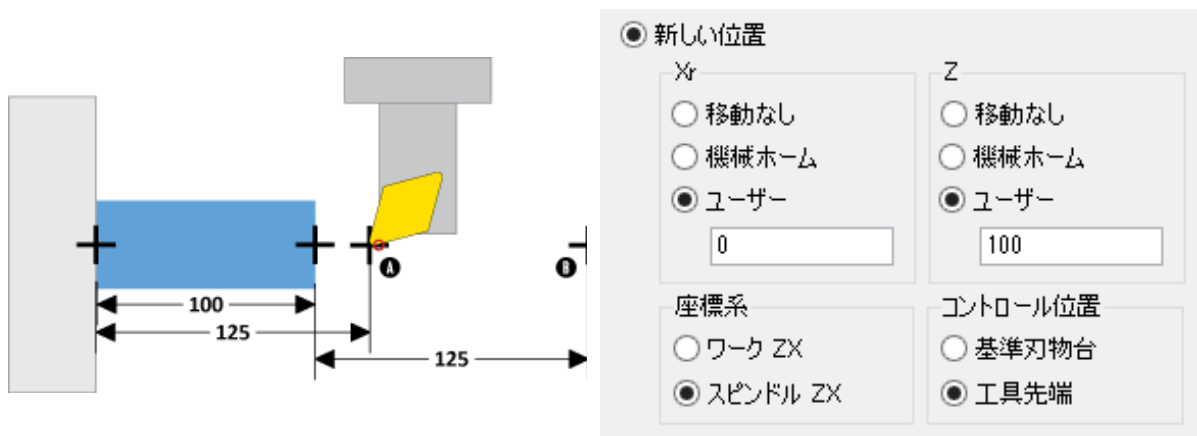 A
B
100
125
125
新しい位置
Xr
移動なし
機械ホーム
ユーザー
0
Z
移動なし
機械ホーム
ユーザー
100
座標系
ワーク ZX
スピンドル ZX
コントロール位置
基準刃物台
工具先端